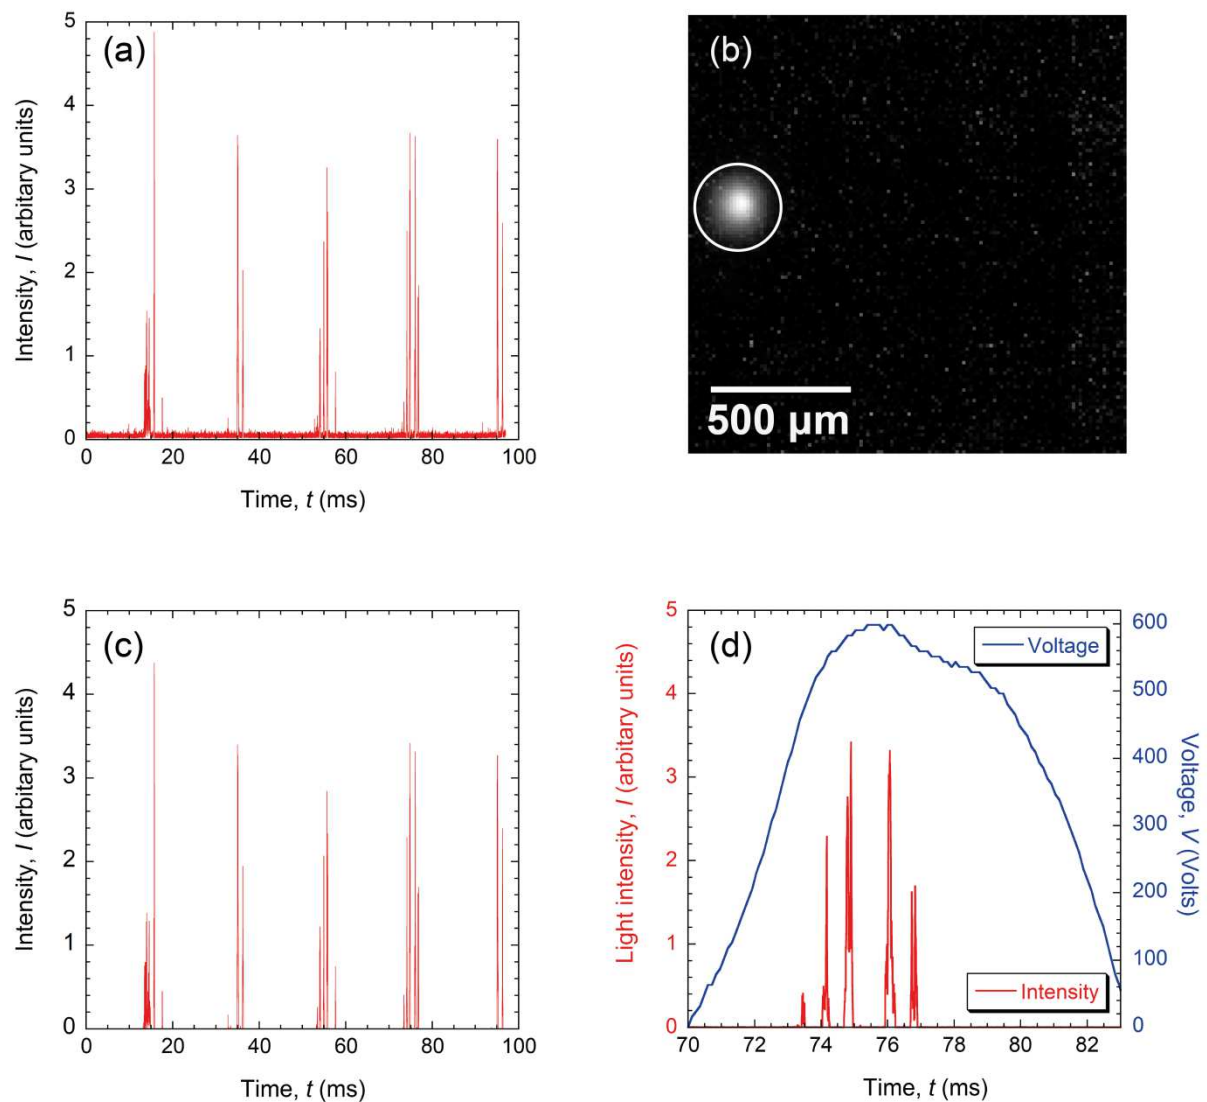 (a)
Intensity, I (arbitary units)
5
4
3
2
1
0
0 20 40 60 80 100
Time, t (ms)
(b)
500 µm
(c)
Intensity, I (arbitary units)
5
4
3
2
1
0
0 20 40 60 80 100
Time, t (ms)
(d)
Light intensity, I (arbitary units)
5
4
3
2
1
0
Voltage
Intensity
600
500
400
300
200
100
0
Voltage, V (Volts)
70 72 74 76 78 80 82
Time, t (ms)